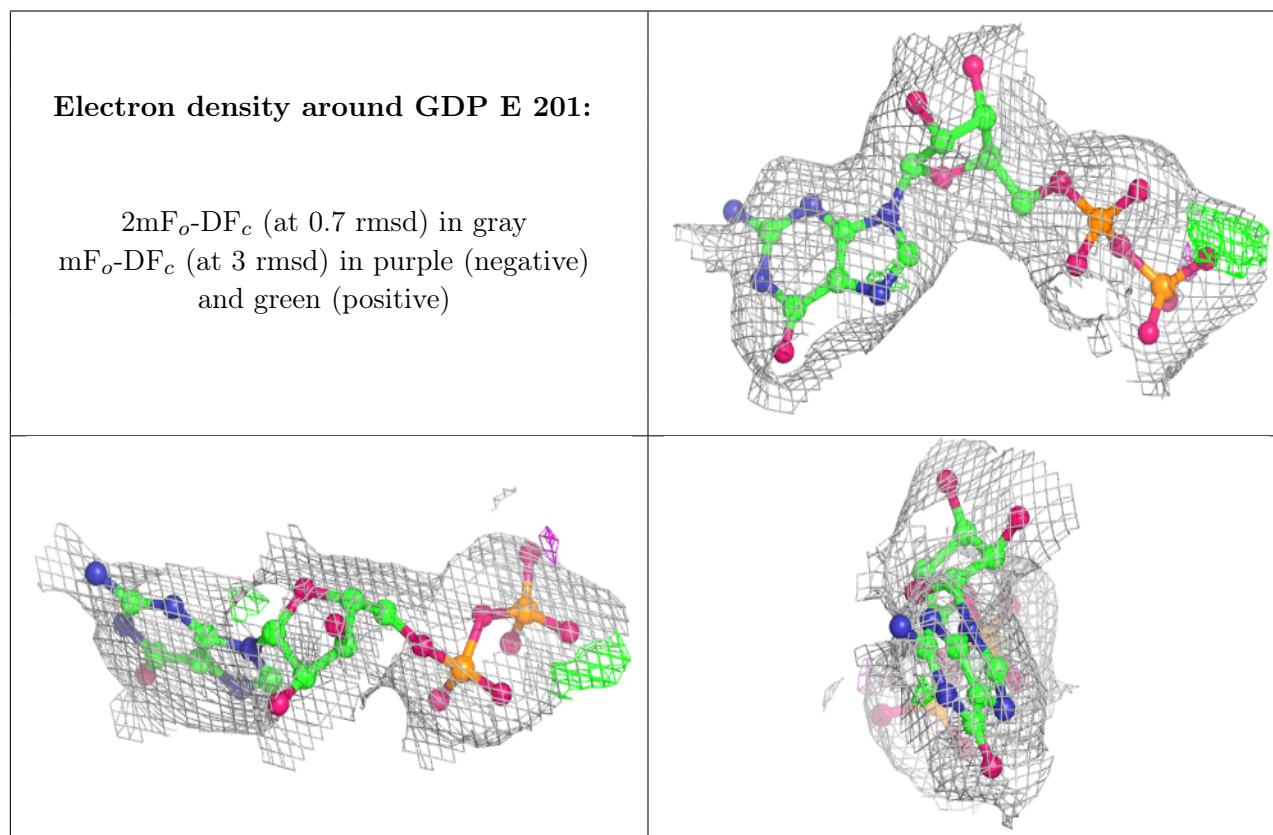 Electron density around GDP E 201:
2mFo-DFc (at 0.7 rmsd) in gray
mFo-DFc (at 3 rmsd) in purple (negative)
and green (positive)